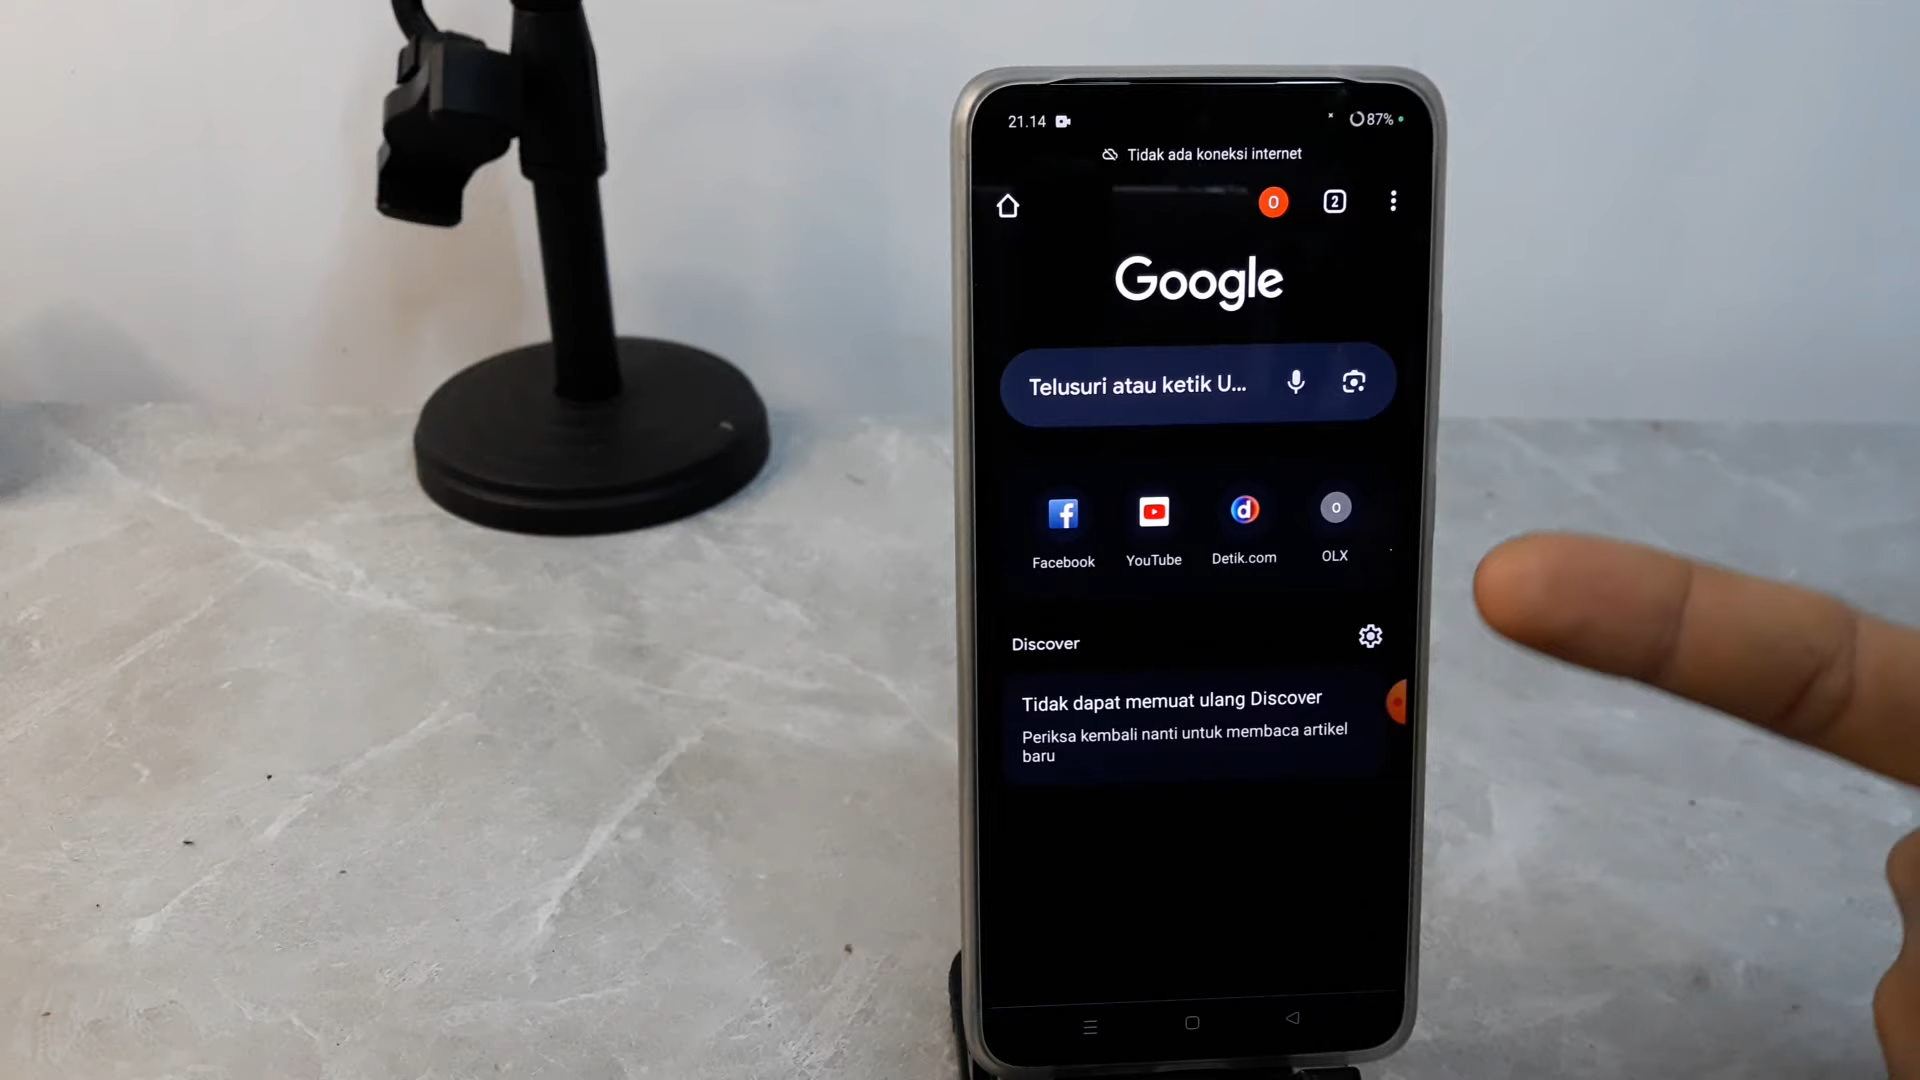 21.14
87%
Tidak ada koneksi internet
O
2
Google
Telusuri atau ketik U...
O
Facebook
YouTube
Detik.com
OLX
Discover
Tidak dapat memuat ulang Discover
Periksa kembali nanti untuk membaca artikel
baru